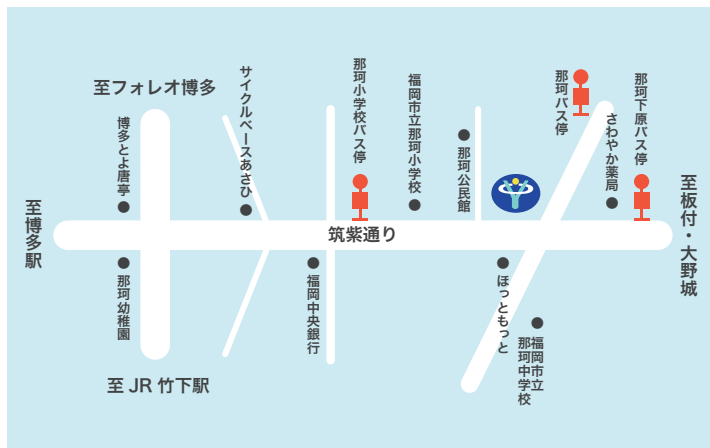 至フォレオ博多
博多とよ唐亭
サイクルベースあさひ
那珂小学校バス停
福岡市立那珂小学校
那珂公民館
那珂バス停
さわやか薬局
那珂下原バス停
至博多駅
筑紫通り
至板付・大野城
那珂幼稚園
福岡中央銀行
ほっともっと
福岡市立
那珂中学校
至 JR 竹下駅